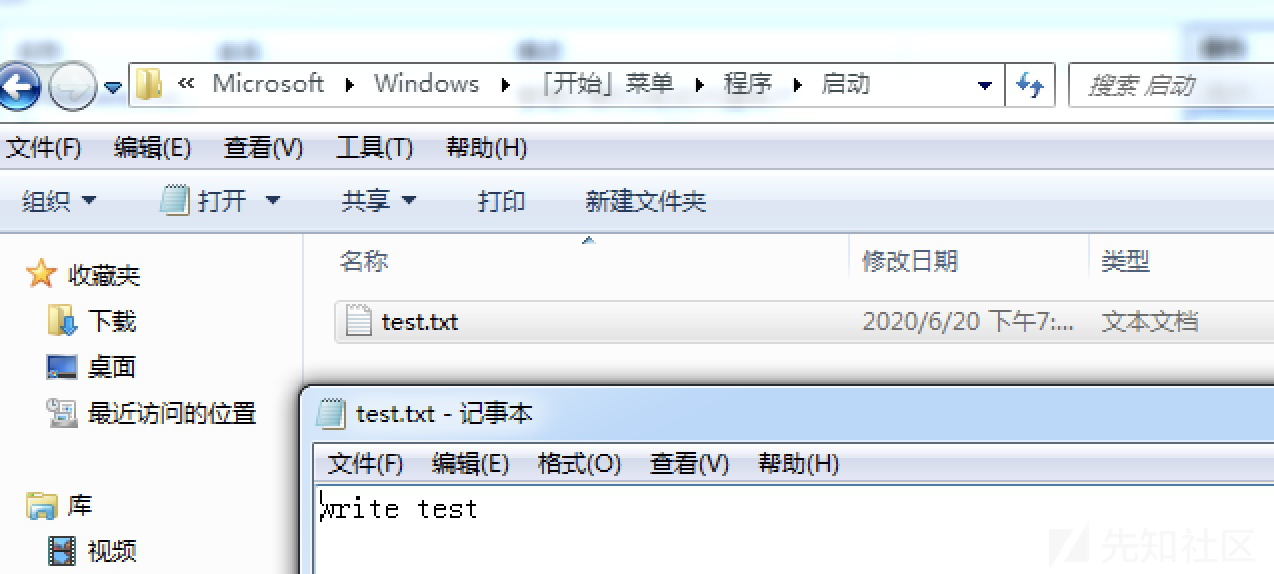 « Microsoft Windows 「开始」菜单 程序 启动 搜索 启动
文件(F) 编辑(E) 查看(V) 工具(T) 帮助(H)
组织 打开 共享 打印 新建文件夹
名称 修改日期 类型
收藏夹
test.txt 2020/6/20 下午7:... 文本文档
下载
桌面
最近访问的位置
库
视频
test.txt - 记事本
文件(F) 编辑(E) 格式(O) 查看(V) 帮助(H)
write test
先知社区